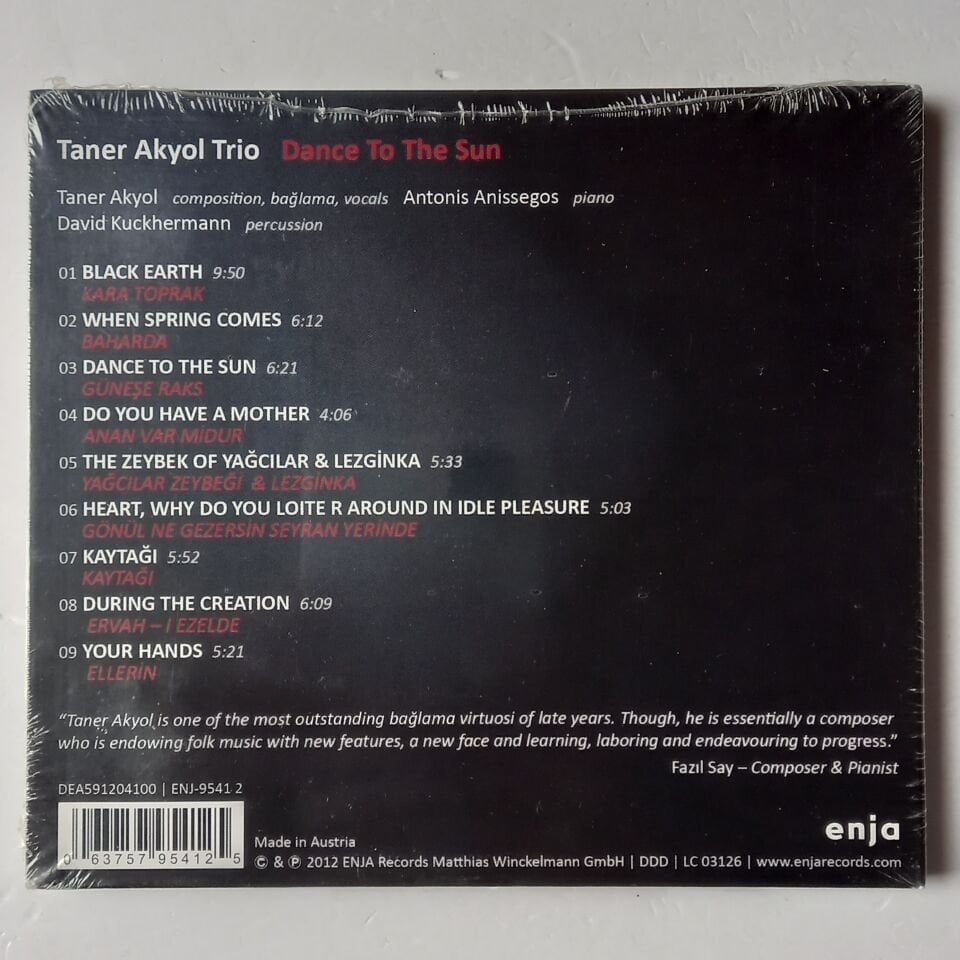 Taner Akyol Trio Dance To The Sun
Taner Akyol composition, bağlama, vocals Antonis Anissegos piano
David Kuckhermann percussion
01 BLACK EARTH 9:50
KARA TOPRAK
02 WHEN SPRING COMES 6:12
BAHARDA
03 DANCE TO THE SUN 6:21
GÜNEŞE RAKS
04 DO YOU HAVE A MOTHER 4:06
ANAN VAR MİDUR
05 THE ZEYBEK OF YAĞCILAR & LEZGİNKA 5:33
YAĞCILAR ZEYBEĞİ & LEZGINKA
06 HEART, WHY DO YOU LOITE R AROUND IN IDLE PLEASURE 5:03
GÖNÜL NE GEZERSİN SEYRAN YERINDE
07 KAYTAĞI 5:52
KAYTAĞI
08 DURING THE CREATION 6:09
ERVAH – I EZELDE
09 YOUR HANDS 5:21
ELLERİN
“Taner Akyol is one of the most outstanding bağlama virtuosi of late years. Though, he is essentially a composer
who is endowing folk music with new features, a new face and learning, laboring and endeavouring to progress.”
Fazıl Say – Composer & Pianist
DEA591204100 | ENJ-9541 2
0 63757 95412 5
Made in Austria
© & ℗ 2012 ENJA Records Matthias Winckelmann GmbH | DDD | LC 03126 | www.enjarecords.com
enja